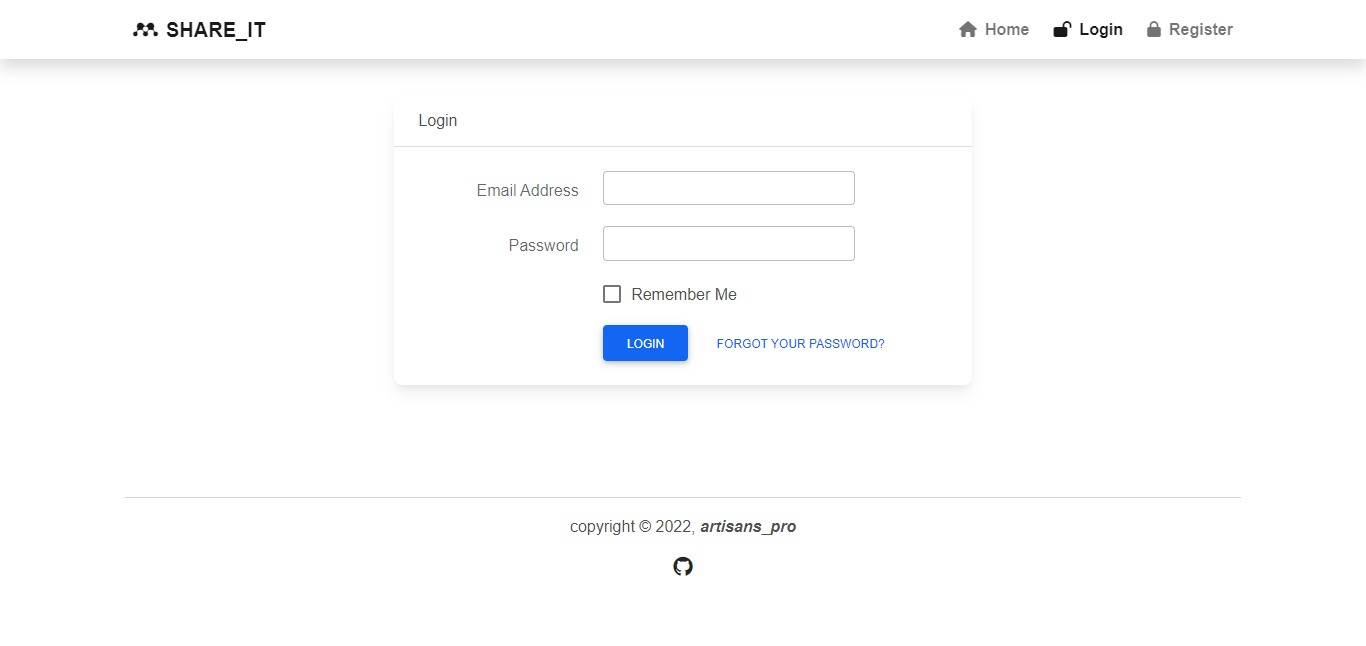 SHARE_IT
Home
Login
Register
Login
Email Address
Password
Remember Me
LOGIN
FORGOT YOUR PASSWORD?
copyright © 2022, artisans_pro